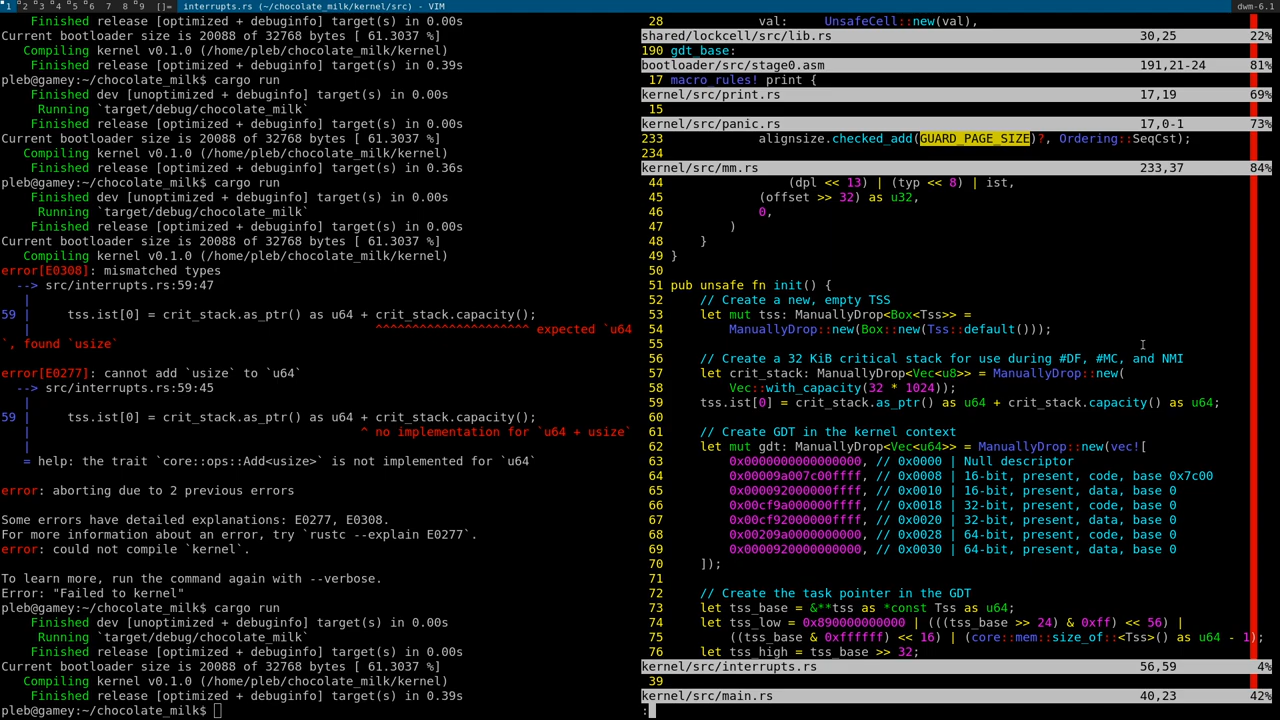 1 2 3 4 5 6 7 8 9 []= interrupts.rs (~/chocolate_milk/kernel/src) - VIM dwm-6.1
Finished release [optimized + debuginfo] target(s) in 0.00s
Current bootloader size is 20088 of 32768 bytes [ 61.3037 %]
Compiling kernel v0.1.0 (/home/pleb/chocolate_milk/kernel)
Finished release [optimized + debuginfo] target(s) in 0.39s
pleb@gamey:~/chocolate_milk$ cargo run
Finished dev [unoptimized + debuginfo] target(s) in 0.00s
Running `target/debug/chocolate_milk`
Finished release [optimized + debuginfo] target(s) in 0.00s
Current bootloader size is 20088 of 32768 bytes [ 61.3037 %]
Compiling kernel v0.1.0 (/home/pleb/chocolate_milk/kernel)
Finished release [optimized + debuginfo] target(s) in 0.36s
pleb@gamey:~/chocolate_milk$ cargo run
Finished dev [unoptimized + debuginfo] target(s) in 0.00s
Running `target/debug/chocolate_milk`
Finished release [optimized + debuginfo] target(s) in 0.00s
Current bootloader size is 20088 of 32768 bytes [ 61.3037 %]
Compiling kernel v0.1.0 (/home/pleb/chocolate_milk/kernel)
error[E0308]: mismatched types
--> src/interrupts.rs:59:47
|
59 | tss.ist[0] = crit_stack.as_ptr() as u64 + crit_stack.capacity();
| ^^^^^^^^^^^^^^^^^^^^^ expected `u64
`, found `usize`
error[E0277]: cannot add `usize` to `u64`
--> src/interrupts.rs:59:45
|
59 | tss.ist[0] = crit_stack.as_ptr() as u64 + crit_stack.capacity();
| ^ no implementation for `u64 + usize`
|
= help: the trait `core::ops::Add<usize>` is not implemented for `u64`
error: aborting due to 2 previous errors
Some errors have detailed explanations: E0277, E0308.
For more information about an error, try `rustc --explain E0277`.
error: could not compile `kernel`.
To learn more, run the command again with --verbose.
Error: "Failed to kernel"
pleb@gamey:~/chocolate_milk$ cargo run
Finished dev [unoptimized + debuginfo] target(s) in 0.00s
Running `target/debug/chocolate_milk`
Finished release [optimized + debuginfo] target(s) in 0.00s
Current bootloader size is 20088 of 32768 bytes [ 61.3037 %]
Compiling kernel v0.1.0 (/home/pleb/chocolate_milk/kernel)
Finished release [optimized + debuginfo] target(s) in 0.39s
pleb@gamey:~/chocolate_milk$
28 val: UnsafeCell::new(val),
shared/lockcell/src/lib.rs 30,25 22%
190 gdt_base:
bootloader/src/stage0.asm 191,21-24 81%
17 macro_rules! print {
kernel/src/print.rs 17,19 69%
15
kernel/src/panic.rs 17,0-1 73%
233 alignsize.checked_add(GUARD_PAGE_SIZE)?, Ordering::SeqCst);
234
kernel/src/mm.rs 233,37 84%
44 (dpl << 13) | (typ << 8) | ist,
45 (offset >> 32) as u32,
46 0,
47 )
48 }
49 }
50
51 pub unsafe fn init() {
52 // Create a new, empty TSS
53 let mut tss: ManuallyDrop<Box<Tss>> =
54 ManuallyDrop::new(Box::new(Tss::default()));
55
56 // Create a 32 KiB critical stack for use during #DF, #MC, and NMI
57 let crit_stack: ManuallyDrop<Vec<u8>> = ManuallyDrop::new(
58 Vec::with_capacity(32 * 1024));
59 tss.ist[0] = crit_stack.as_ptr() as u64 + crit_stack.capacity() as u64;
60
61 // Create GDT in the kernel context
62 let mut gdt: ManuallyDrop<Vec<u64>> = ManuallyDrop::new(vec![
63 0x0000000000000000, // 0x0000 | Null descriptor
64 0x00009a007c00ffff, // 0x0008 | 16-bit, present, code, base 0x7c00
65 0x000092000000ffff, // 0x0010 | 16-bit, present, data, base 0
66 0x00cf9a000000ffff, // 0x0018 | 32-bit, present, code, base 0
67 0x00cf92000000ffff, // 0x0020 | 32-bit, present, data, base 0
68 0x00209a0000000000, // 0x0028 | 64-bit, present, code, base 0
69 0x0000920000000000, // 0x0030 | 64-bit, present, data, base 0
70 ]);
71
72 // Create the task pointer in the GDT
73 let tss_base = &**tss as *const Tss as u64;
74 let tss_low = 0x890000000000 | (((tss_base >> 24) & 0xff) << 56) |
75 ((tss_base & 0xffffff) << 16) | (core::mem::size_of::<Tss>() as u64 - 1);
76 let tss_high = tss_base >> 32;
kernel/src/interrupts.rs 56,59 4%
39
kernel/src/main.rs 40,23 42%
: